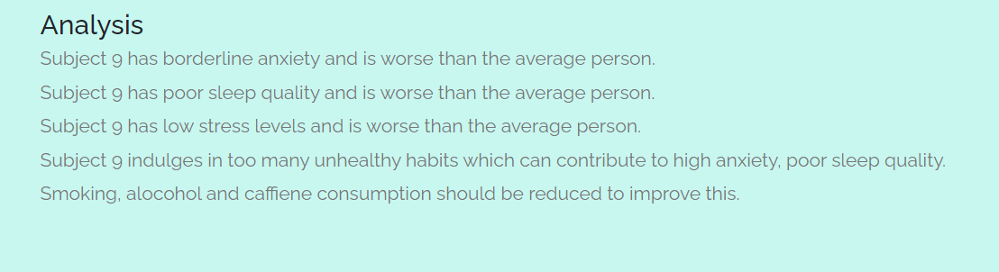 Analysis
Subject 9 has borderline anxiety and is worse than the average person.
Subject 9 has poor sleep quality and is worse than the average person.
Subject 9 has low stress levels and is worse than the average person.
Subject 9 indulges in too many unhealthy habits which can contribute to high anxiety, poor sleep quality.
Smoking, alocohol and caffiene consumption should be reduced to improve this.